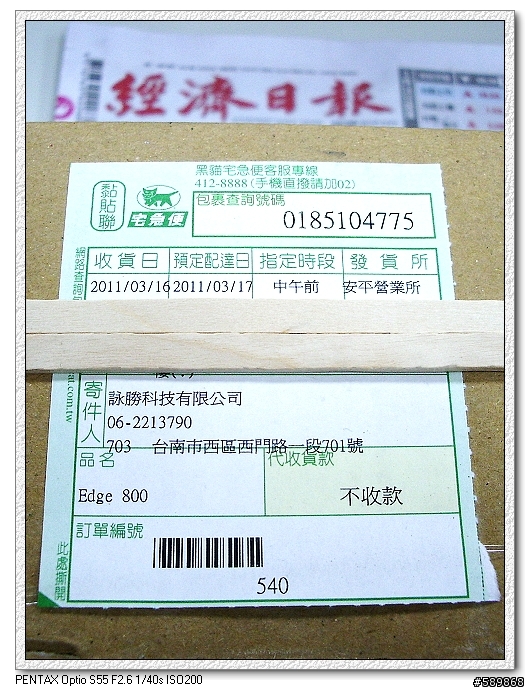 經濟日報
黏貼聯
宅急便
黑貓宅急便客服專線
412-8888(手機直撥請加02)
包裹查詢號碼
0185104775
收貨日 預定配達日 指定時段 發貨所
2011/03/16 2011/03/17 中午前 安平營業所
寄件人
詠勝科技有限公司
06-2213790
703 台南市西區西門路一段701號
品名 代收貨款
Edge 800 不收款
訂單編號
540
此處撕開
PENTAX Optio S55 F2.6 1/40s ISO200
#589868